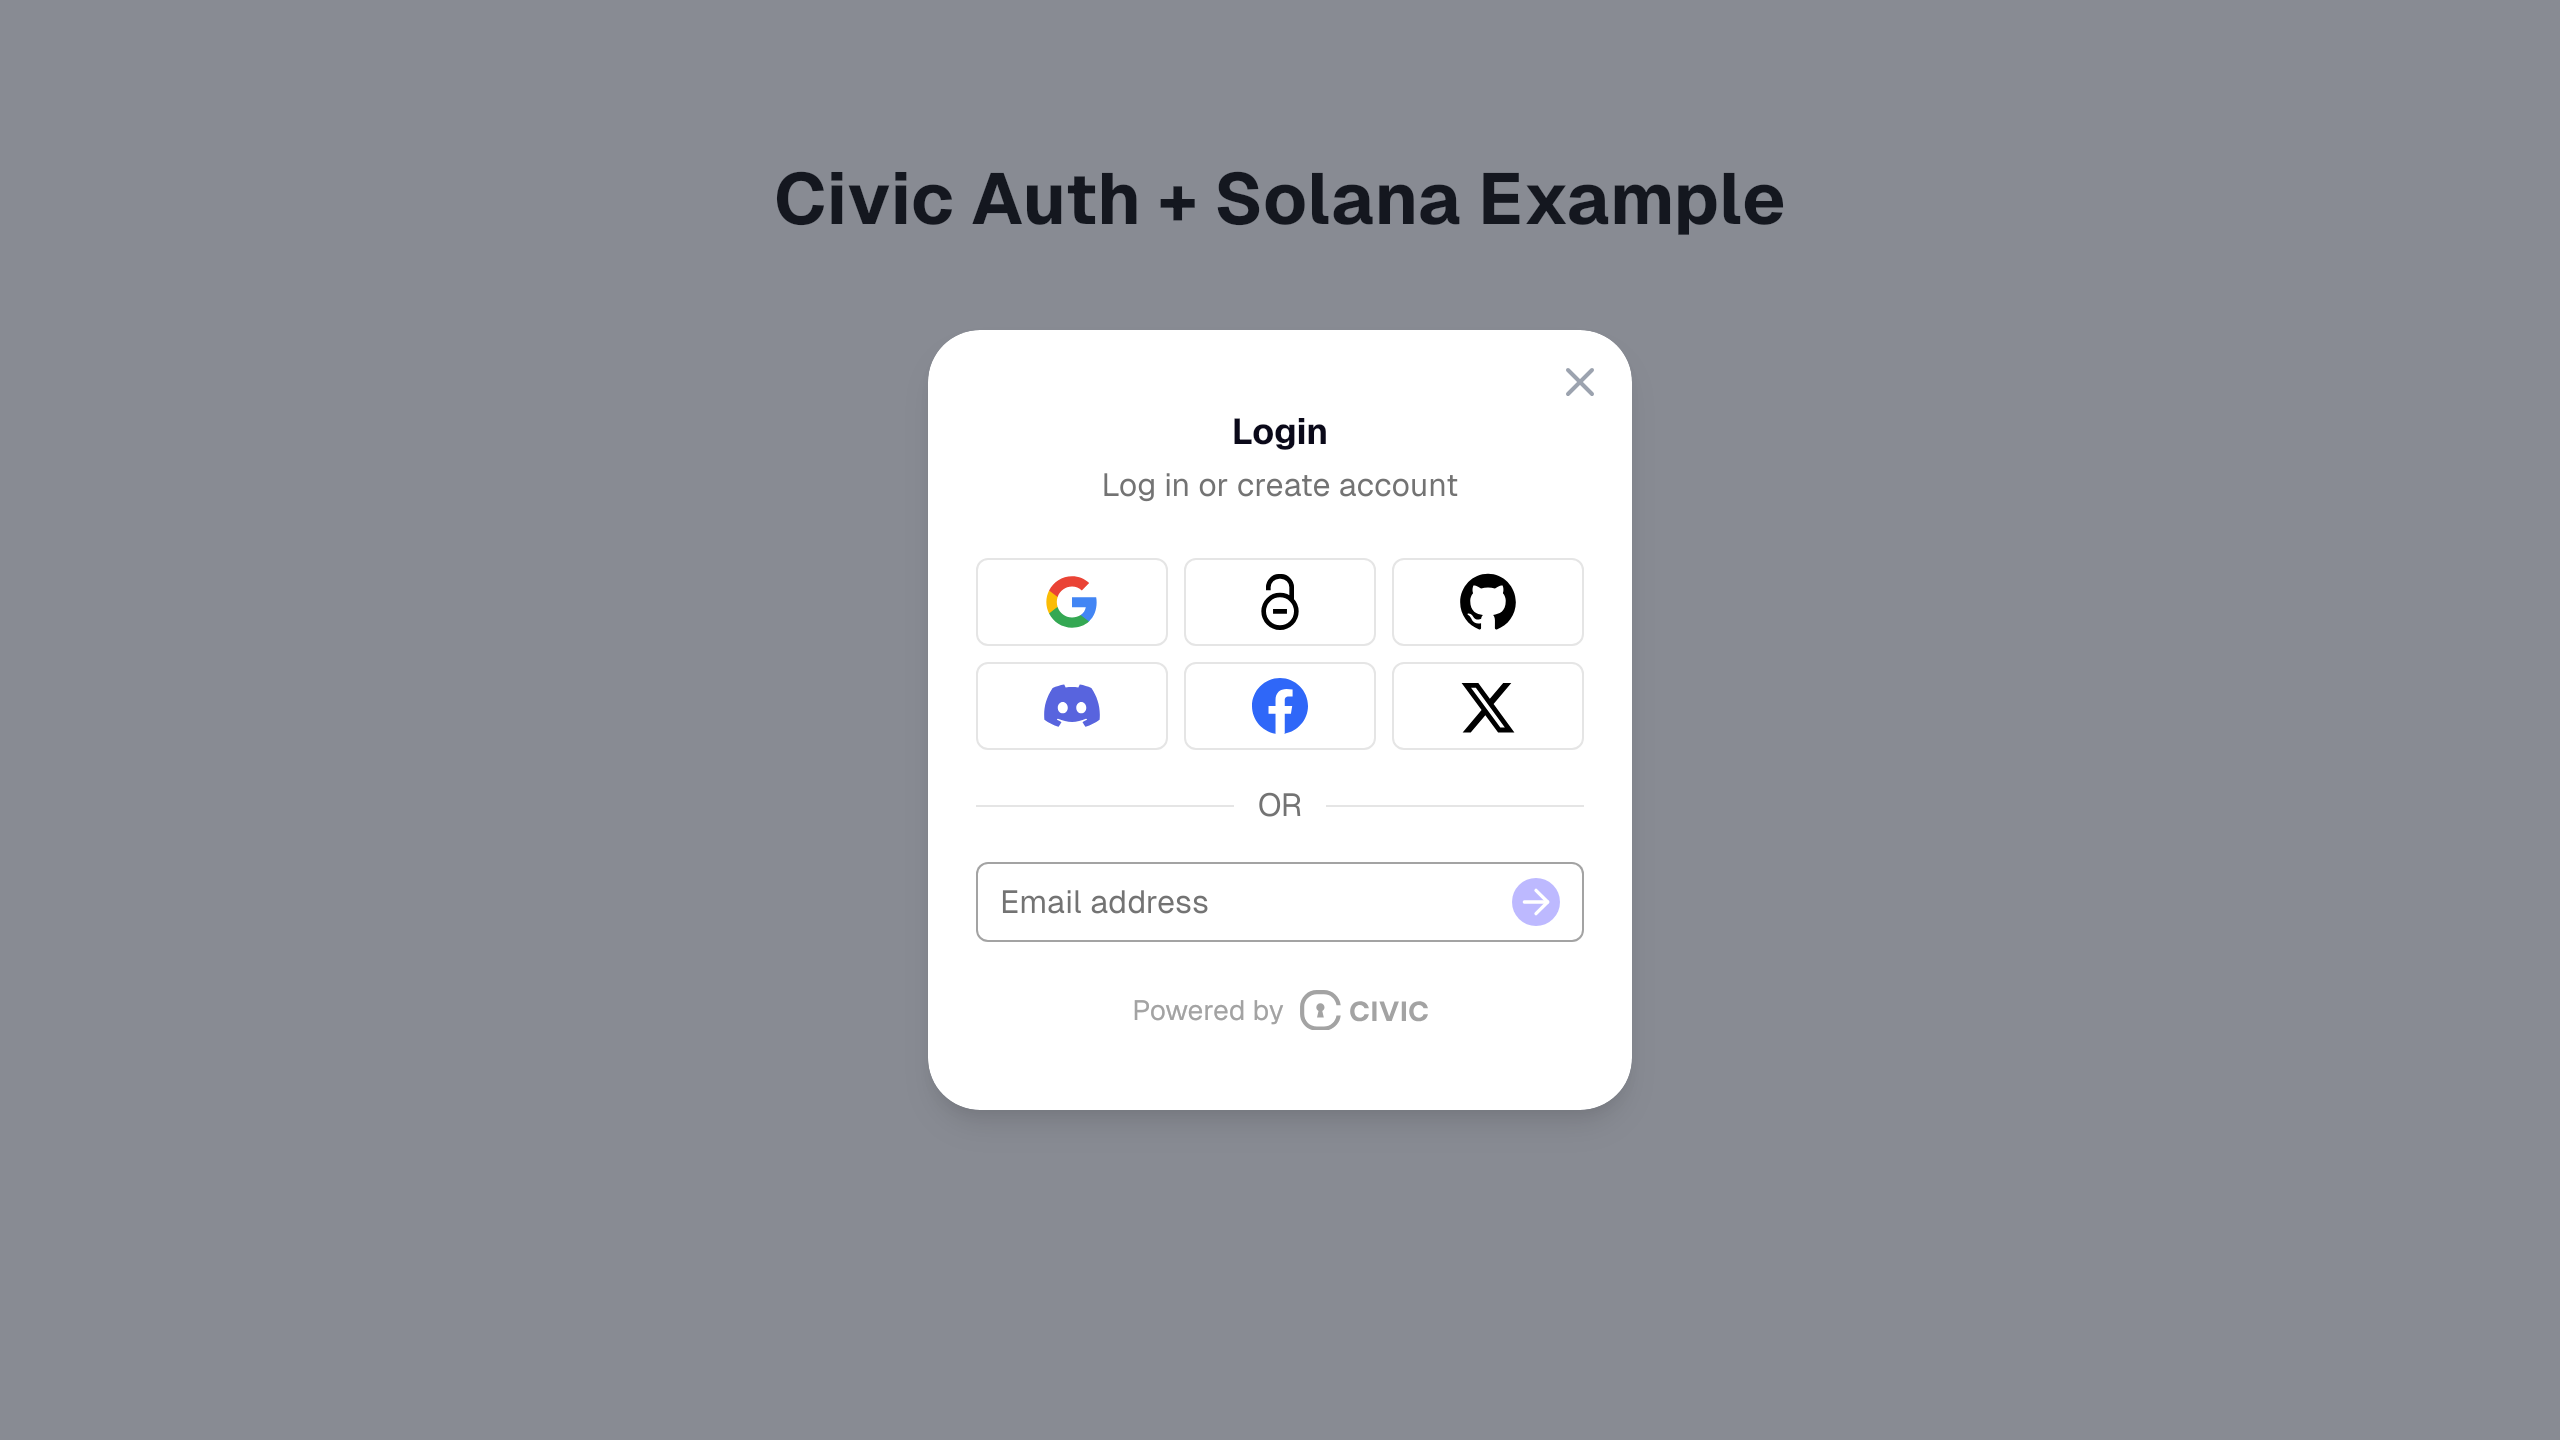 Civic Auth + Solana Example
Login
Log in or create account
OR
Email address
Powered by CIVIC